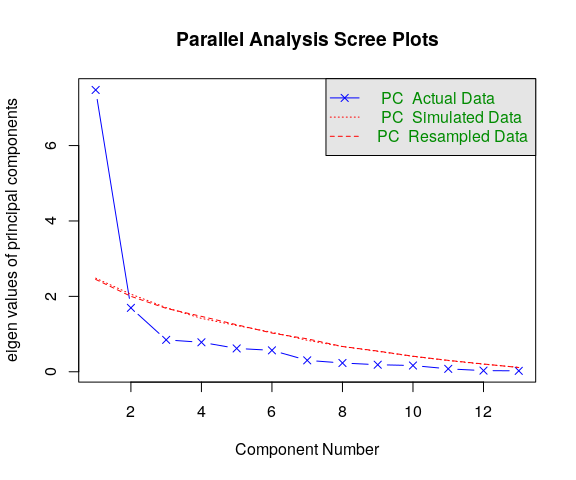 Parallel Analysis Scree Plots
PC Actual Data
PC Simulated Data
PC Resampled Data
eigen values of principal components
0
2
4
6
2
4
6
8
10
12
Component Number